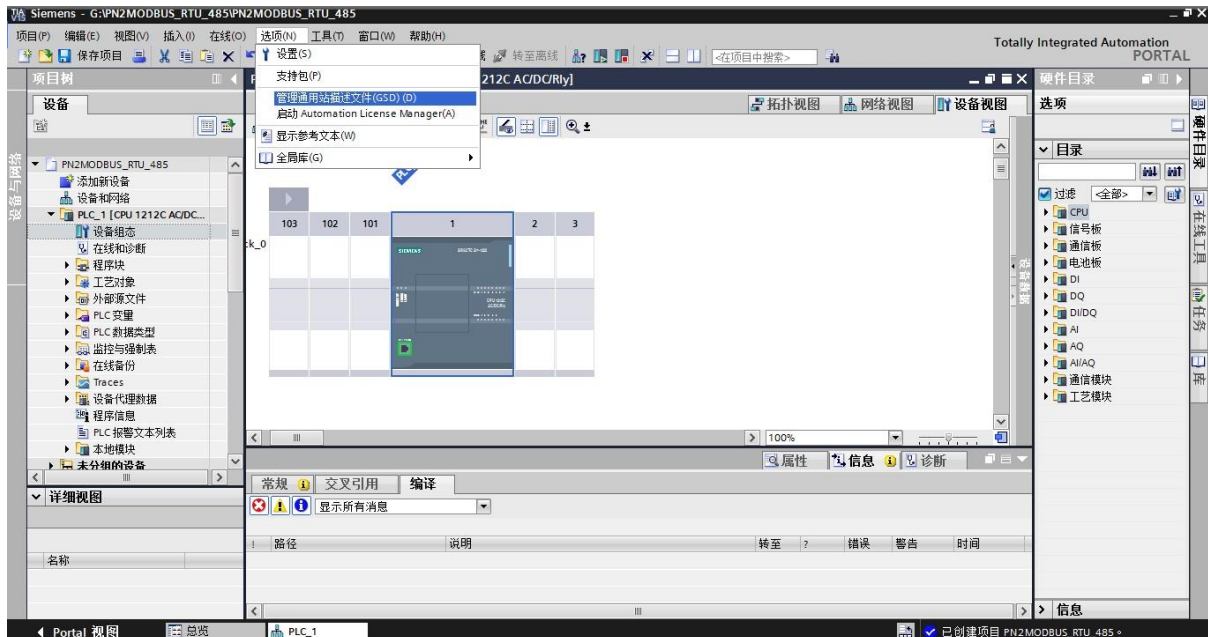 Siemens - G:\PN2MODBUS_RTU_485\PN2MODBUS_RTU_485
项目(P) 编辑(E) 视图(V) 插入(I) 在线(O) 选项(N) 工具(T) 窗口(W) 帮助(H)
Totally Integrated Automation
PORTAL
保存项目
转至离线
<在项目中搜索>
设置(S)
支持包(P)
管理通用站描述文件(GSD) (D)
启动 Automation License Manager(A)
显示参考文本(W)
全局库(G)
项目树
设备
设备与网络
PN2MODBUS_RTU_485
添加新设备
设备和网络
PLC_1 [CPU 1212C AC/DC...
设备组态
在线和诊断
程序块
工艺对象
外部源文件
PLC 变量
PLC 数据类型
监控与强制表
在线备份
Traces
设备代理数据
程序信息
PLC 报警文本列表
本地模块
未分组的设备
详细视图
名称
212C AC/DC/Rly]
拓扑视图 网络视图 设备视图
103 102 101 1 2 3
SIEMENS
100%
属性 信息 诊断
常规 交叉引用 编译
显示所有消息
! 路径 说明 转至 ? 错误 警告 时间
硬件目录
选项
目录
过滤 <全部>
CPU
信号板
通信板
电池板
DI
DQ
DI/DQ
AI
AQ
AI/AQ
通信模块
工艺模块
信息
硬件目录
在线工具
任务
库
Portal 视图 总览 PLC_1
已创建项目 PN2MODBUS_RTU_485。